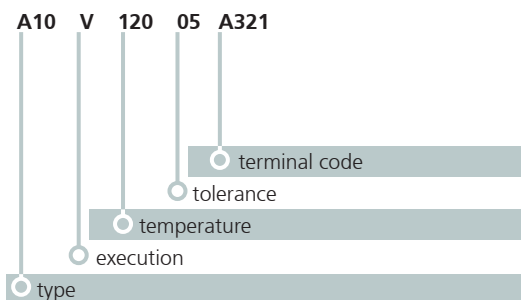 A10 V 120 05 A321
terminal code
tolerance
temperature
execution
type